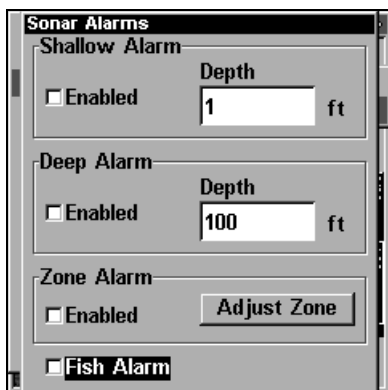 Sonar Alarms
Shallow Alarm
Depth
Enabled
1 ft
Deep Alarm
Depth
Enabled
100 ft
Zone Alarm
Enabled
Adjust Zone
Fish Alarm